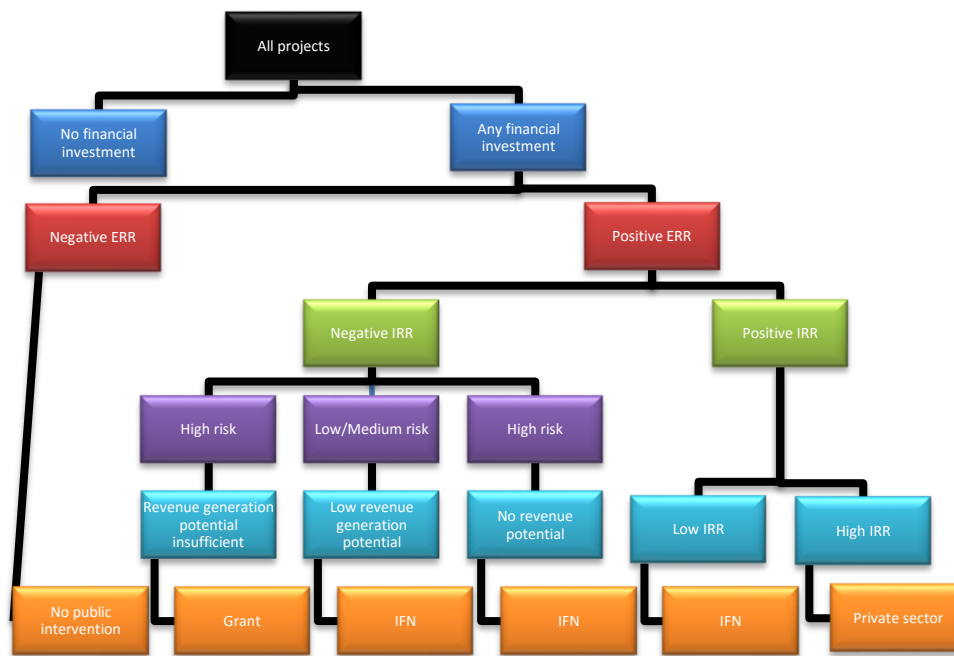 All projects
No financial
investment
Any financial
investment
Negative ERR
Positive ERR
Negative IRR
Positive IRR
High risk
Low/Medium risk
High risk
Revenue generation
potential
insufficient
Low revenue
generation
potential
No revenue
potential
Low IRR
High IRR
No public
intervention
Grant
IFN
IFN
IFN
Private sector